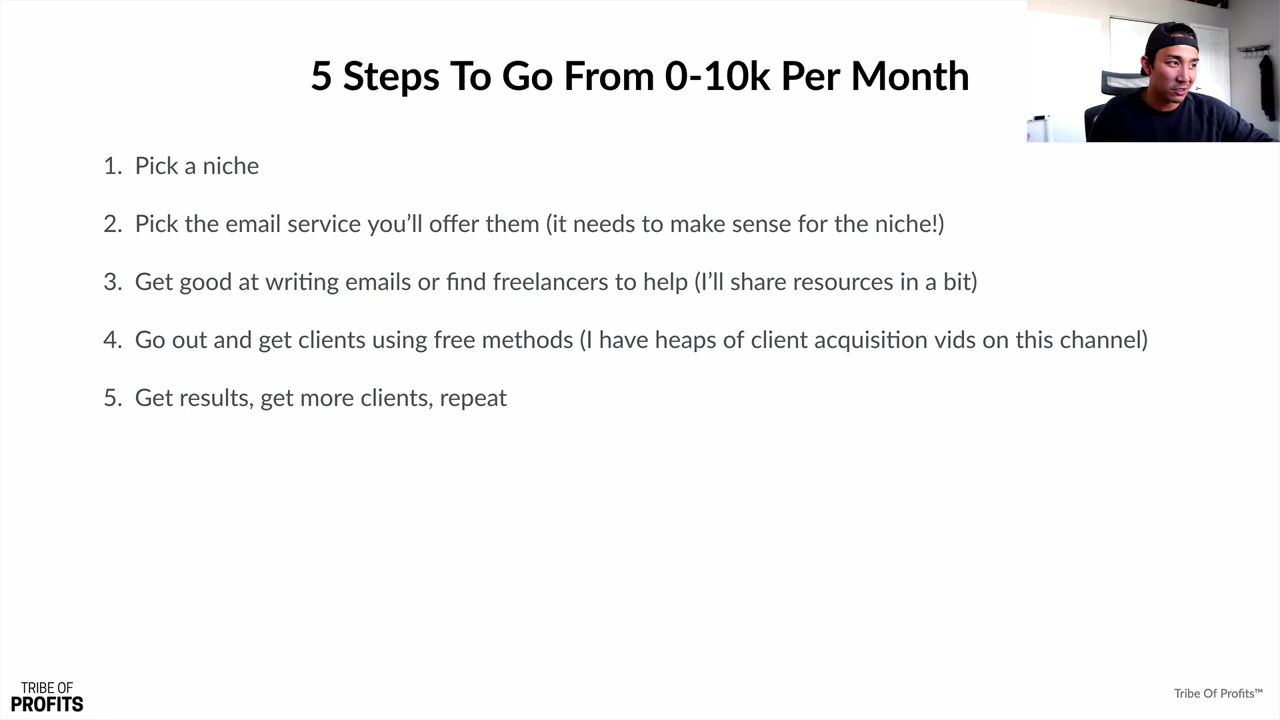 5 Steps To Go From 0-10k Per Month
1. Pick a niche
2. Pick the email service you’ll offer them (it needs to make sense for the niche!)
3. Get good at writing emails or find freelancers to help (I’ll share resources in a bit)
4. Go out and get clients using free methods (I have heaps of client acquisition vids on this channel)
5. Get results, get more clients, repeat
TRIBE OF
PROFITS
Tribe Of Profits™